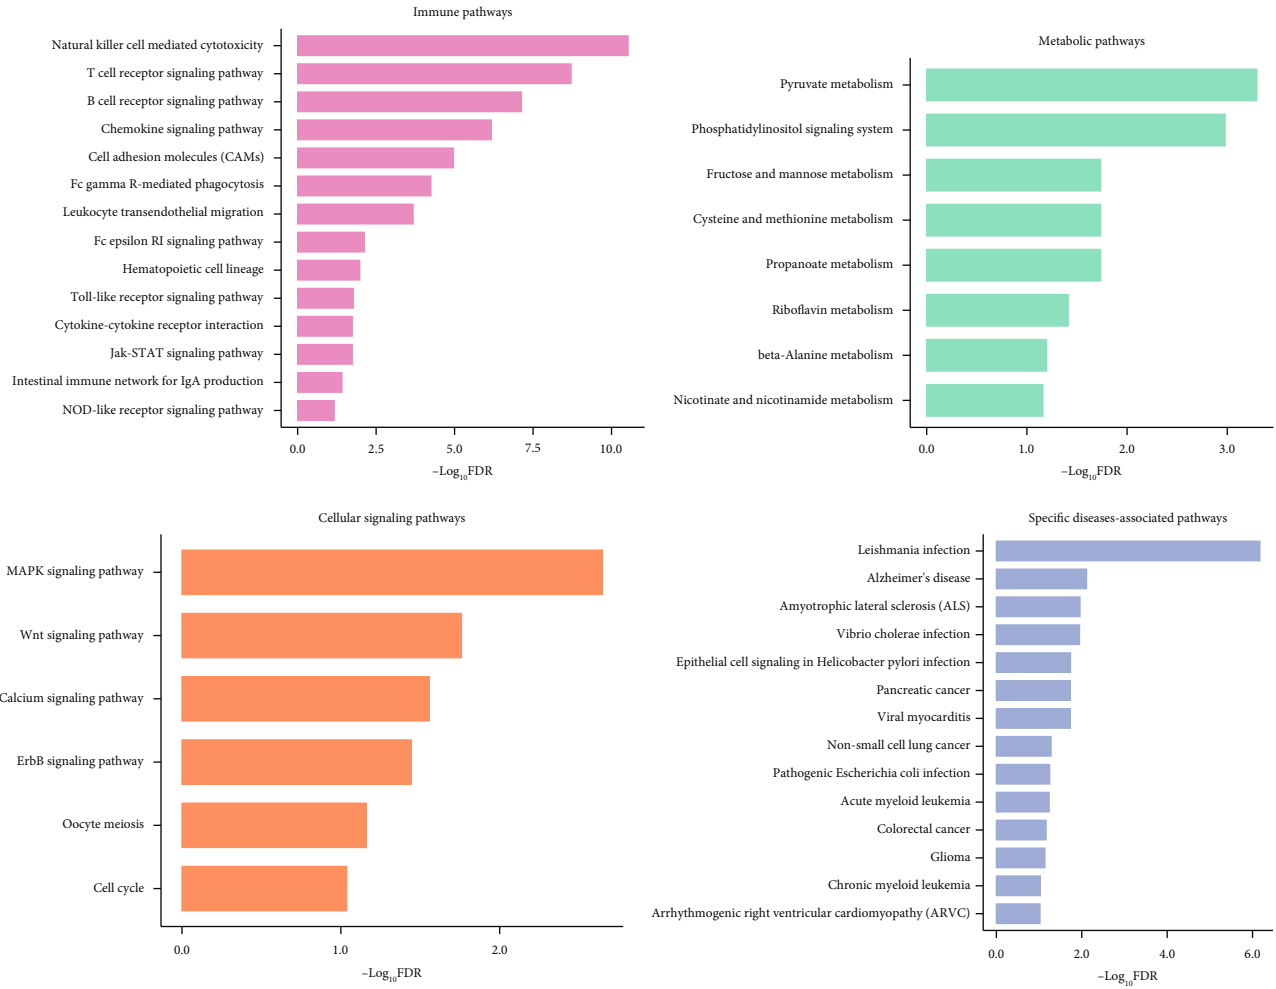 Immune pathways
Natural killer cell mediated cytotoxicity
T cell receptor signaling pathway
B cell receptor signaling pathway
Chemokine signaling pathway
Cell adhesion molecules (CAMs)
Fc gamma R-mediated phagocytosis
Leukocyte transendothelial migration
Fc epsilon RI signaling pathway
Hematopoietic cell lineage
Toll-like receptor signaling pathway
Cytokine-cytokine receptor interaction
Jak-STAT signaling pathway
Intestinal immune network for IgA production
NOD-like receptor signaling pathway
0.0 2.5 5.0 7.5 10.0
–Log10FDR
Metabolic pathways
Pyruvate metabolism
Phosphatidylinositol signaling system
Fructose and mannose metabolism
Cysteine and methionine metabolism
Propanoate metabolism
Riboflavin metabolism
beta-Alanine metabolism
Nicotinate and nicotinamide metabolism
0.0 1.0 2.0 3.0
–Log10FDR
Cellular signaling pathways
MAPK signaling pathway
Wnt signaling pathway
Calcium signaling pathway
ErbB signaling pathway
Oocyte meiosis
Cell cycle
0.0 1.0 2.0
–Log10FDR
Specific diseases-associated pathways
Leishmania infection
Alzheimer's disease
Amyotrophic lateral sclerosis (ALS)
Vibrio cholerae infection
Epithelial cell signaling in Helicobacter pylori infection
Pancreatic cancer
Viral myocarditis
Non-small cell lung cancer
Pathogenic Escherichia coli infection
Acute myeloid leukemia
Colorectal cancer
Glioma
Chronic myeloid leukemia
Arrhythmogenic right ventricular cardiomyopathy (ARVC)
0.0 2.0 4.0 6.0
–Log10FDR